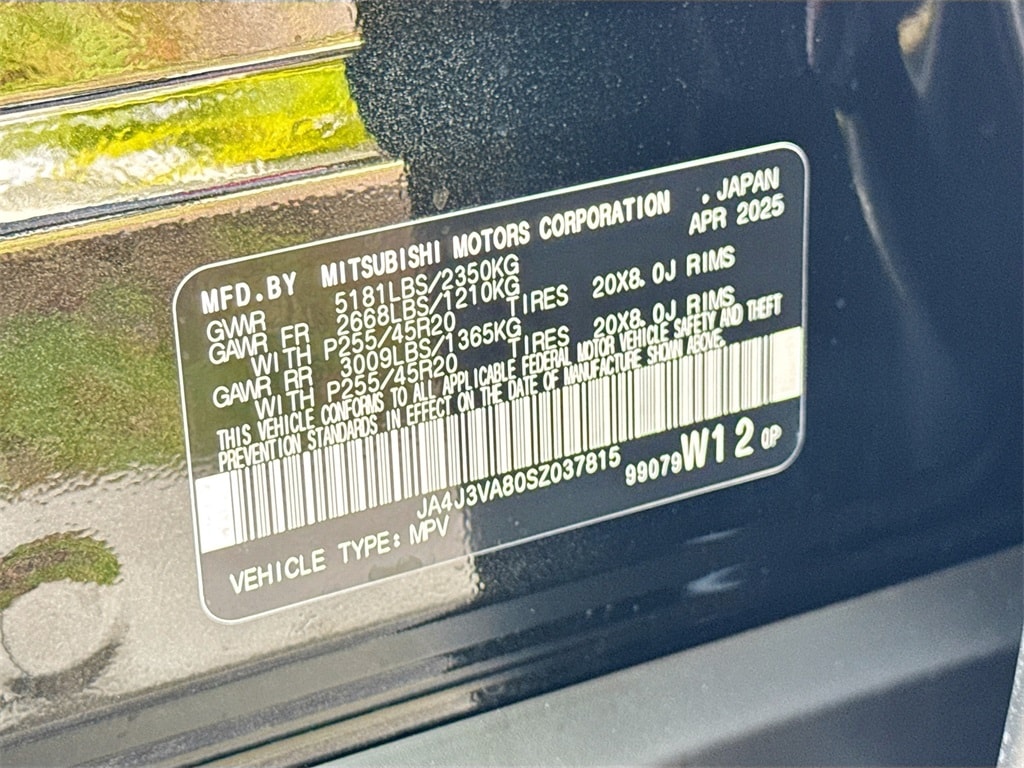 MFD.BY MITSUBISHI MOTORS CORPORATION . JAPAN
APR 2025
GVWR 5181LBS/2350KG
GAWR FR 2668LBS/1210KG
WITH P255/45R20 TIRES 20X8.0J RIMS
GAWR RR 3009LBS/1365KG
WITH P255/45R20 TIRES 20X8.0J RIMS
THIS VEHICLE CONFORMS TO ALL APPLICABLE FEDERAL MOTOR VEHICLE SAFETY AND THEFT
PREVENTION STANDARDS IN EFFECT ON THE DATE OF MANUFACTURE SHOWN ABOVE.
JA4J3VA80SZ037815 99079W12 0P
VEHICLE TYPE: MPV